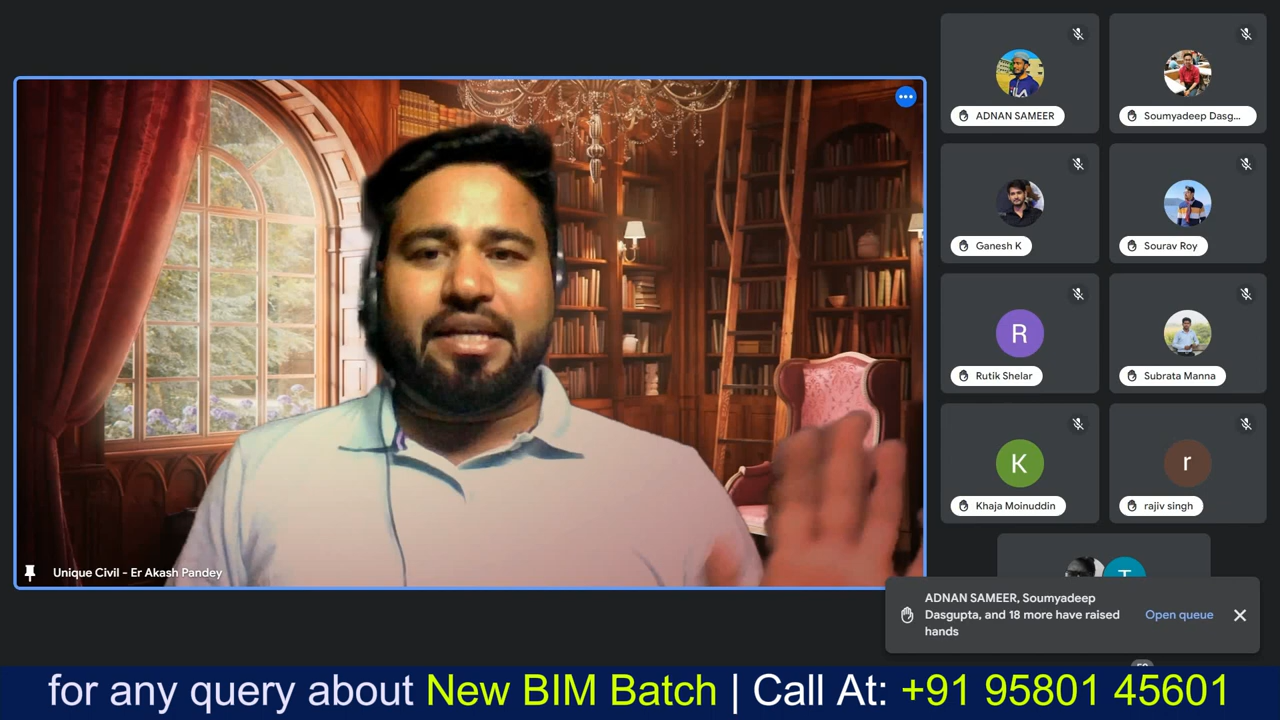 ADNAN SAMEER
Soumyadeep Dasg...
Ganesh K
Sourav Roy
R
Rutik Shelar
Subrata Manna
K
Khaja Moinuddin
r
rajiv singh
Unique Civil - Er Akash Pandey
ADNAN SAMEER, Soumyadeep
Dasgupta, and 18 more have raised
hands
Open queue
for any query about New BIM Batch | Call At: +91 95801 45601